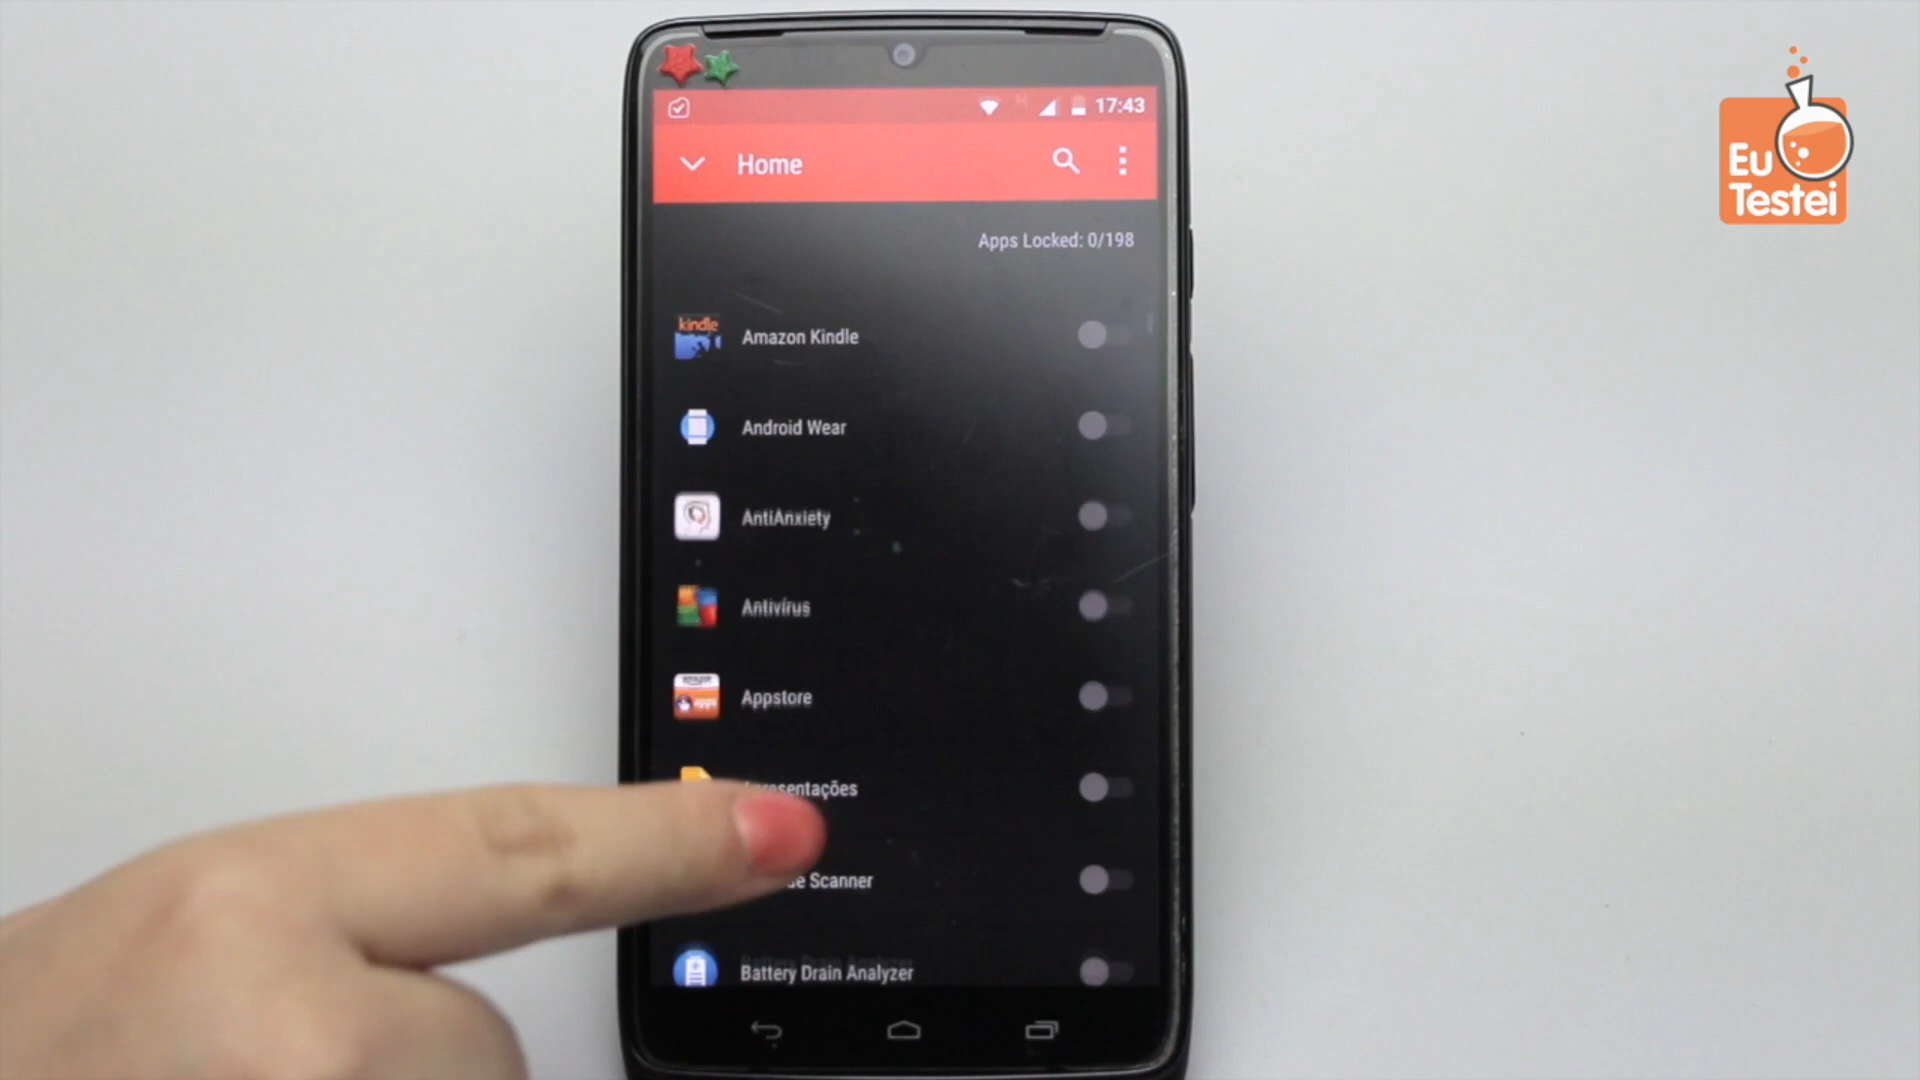 17:43
Home
Apps Locked: 0/198
kindle
Amazon Kindle
Android Wear
AntiAnxiety
Antivírus
Appstore
Apresentações
Scanner
Battery Drain Analyzer
Eu
Testei